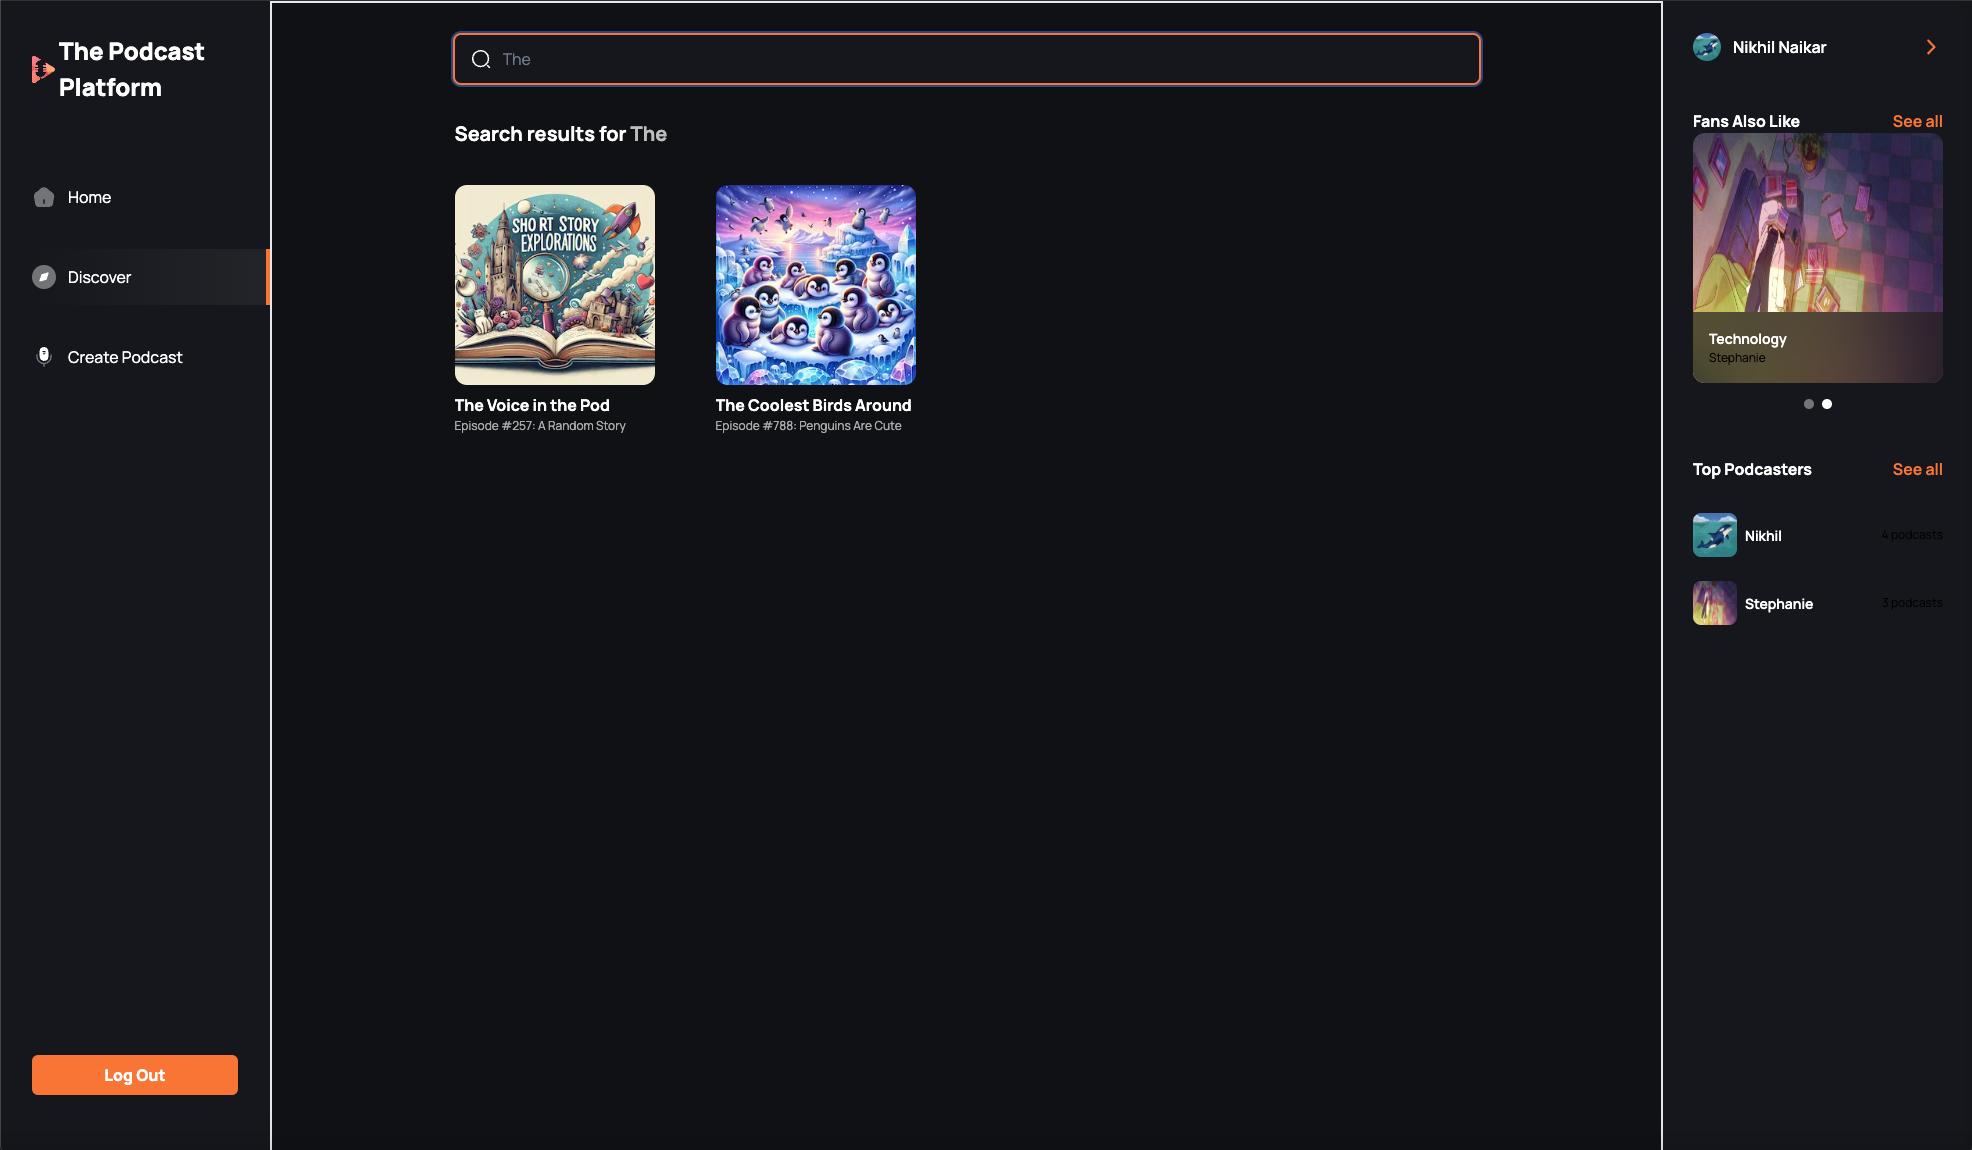 The Podcast
Platform
Home
Discover
Create Podcast
Log Out
The
Search results for The
SHORT STORY
EXPLORATIONS
The Voice in the Pod
Episode #257: A Random Story
The Coolest Birds Around
Episode #788: Penguins Are Cute
Nikhil Naikar
Fans Also Like
See all
Technology
Stephanie
Top Podcasters
See all
Nikhil
4 podcasts
Stephanie
3 podcasts